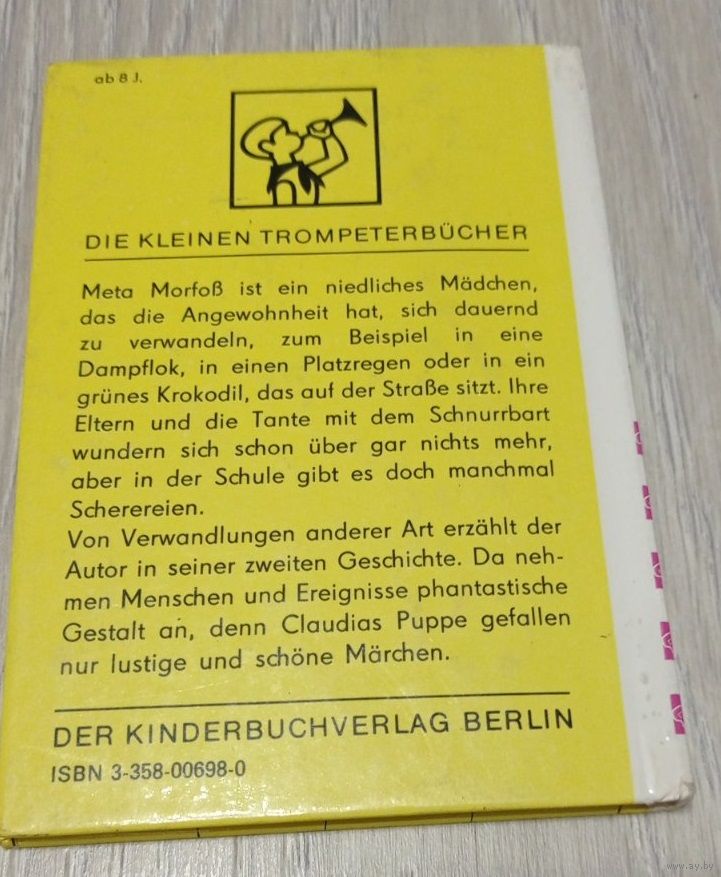 ab 8 J.
DIE KLEINEN TROMPETERBÜCHER
Meta Morfoß ist ein niedliches Mädchen,
das die Angewohnheit hat, sich dauernd
zu verwandeln, zum Beispiel in eine
Dampflok, in einen Platzregen oder in ein
grünes Krokodil, das auf der Straße sitzt. Ihre
Eltern und die Tante mit dem Schnurrbart
wundern sich schon über gar nichts mehr,
aber in der Schule gibt es doch manchmal
Scherereien.
Von Verwandlungen anderer Art erzählt der
Autor in seiner zweiten Geschichte. Da neh-
men Menschen und Ereignisse phantastische
Gestalt an, denn Claudias Puppe gefallen
nur lustige und schöne Märchen.
DER KINDERBUCHVERLAG BERLIN
ISBN 3-358-00698-0
www.ay.by